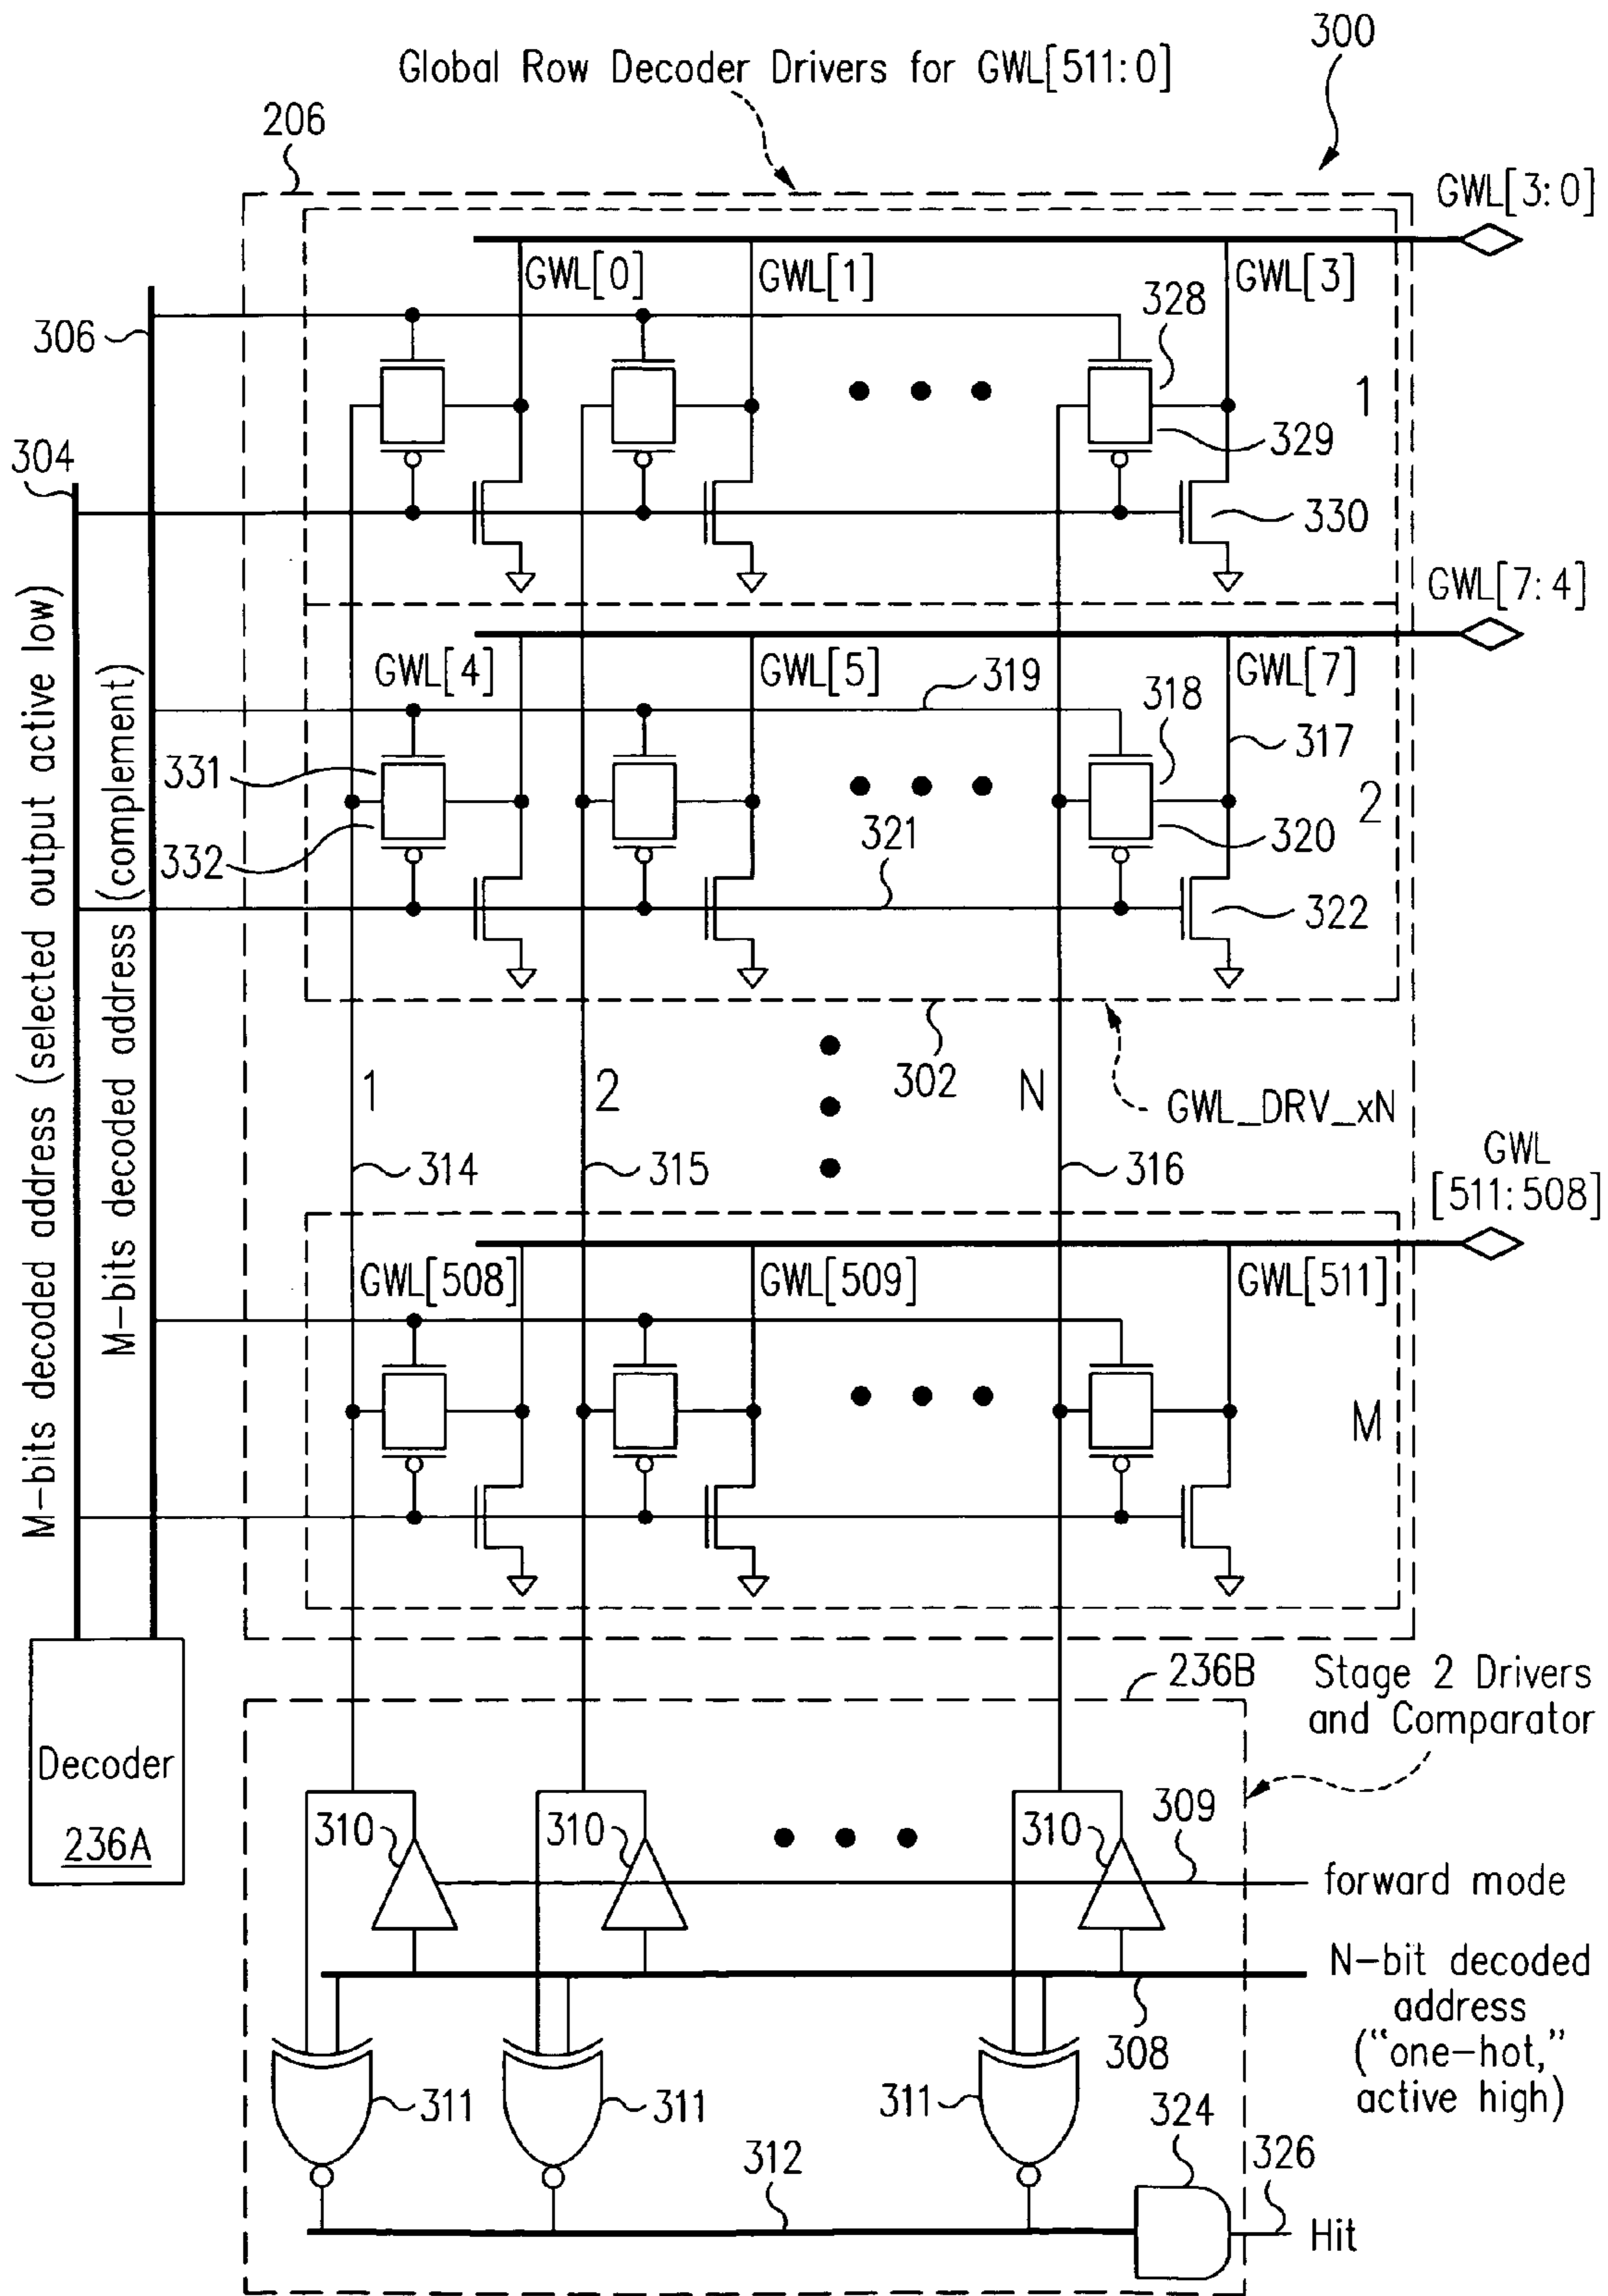 300
Global Row Decoder Drivers for GWL[511:0]
206
GWL[3:0]
GWL[0]
GWL[1]
GWL[3]
328
306
1
329
304
330
GWL[7:4]
GWL[4]
GWL[5]
319
GWL[7]
318
317
331
2
321
320
332
322
M-bits decoded address (selected output active low)
M-bits decoded address (complement)
1
2
302
N
GWL_DRV_xN
314
315
316
GWL
[511:508]
GWL[508]
GWL[509]
GWL[511]
M
236B
Stage 2 Drivers
and Comparator
Decoder
236A
310
310
310
309
forward mode
N-bit decoded
address
("one-hot,"
active high)
308
311
311
311
324
312
326
Hit